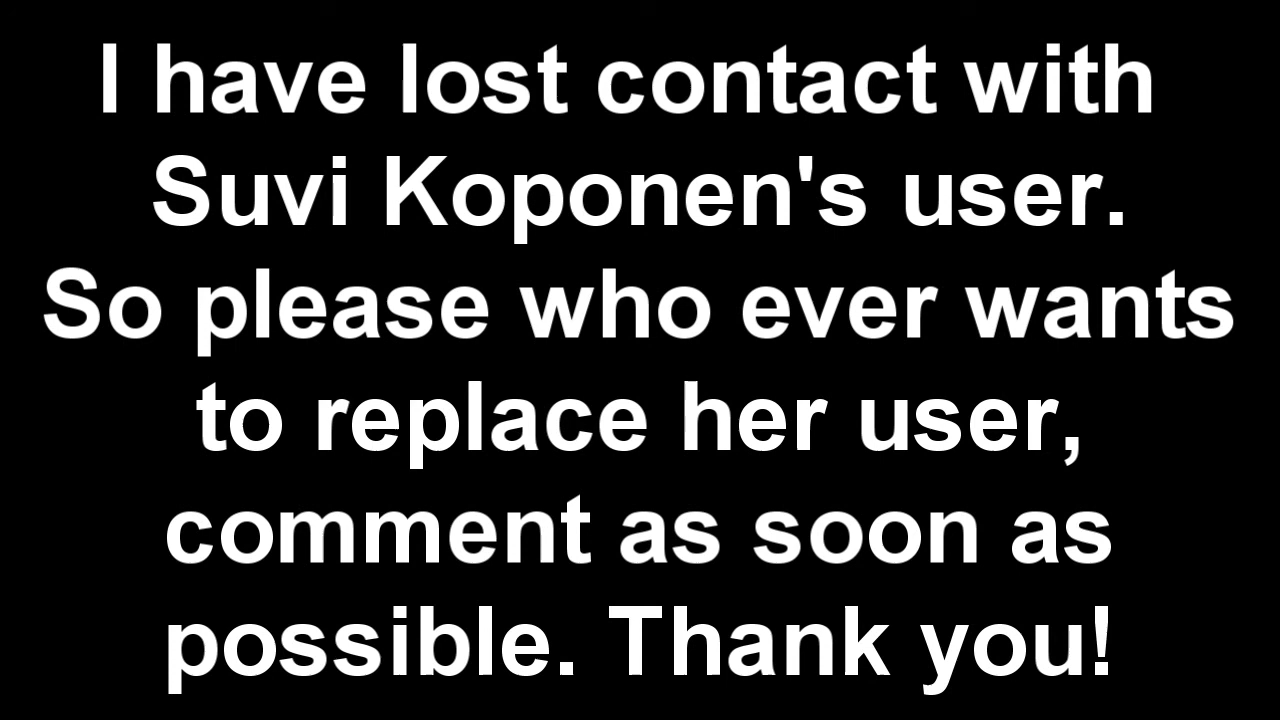 I have lost contact with
Suvi Koponen's user.
So please who ever wants
to replace her user,
comment as soon as
possible. Thank you!